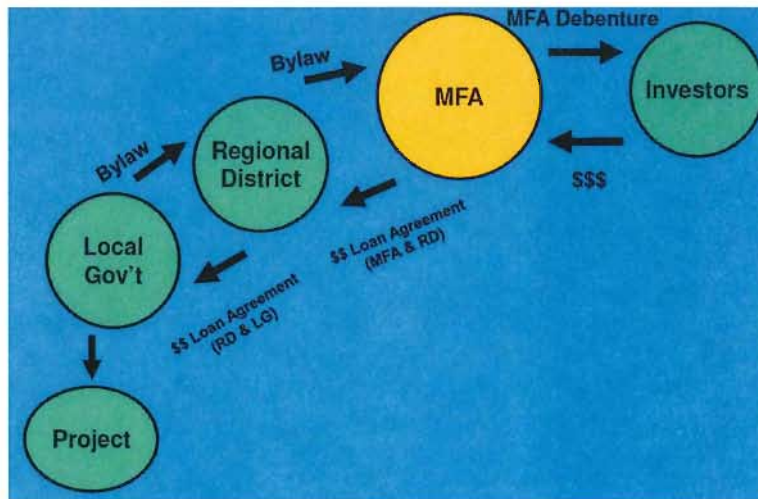 MFA Debenture
Bylaw
MFA
Investors
Bylaw
Regional
District
$$$
Local
Gov't
$$ Loan Agreement
(MFA & RD)
$$ Loan Agreement
(RD & LG)
Project